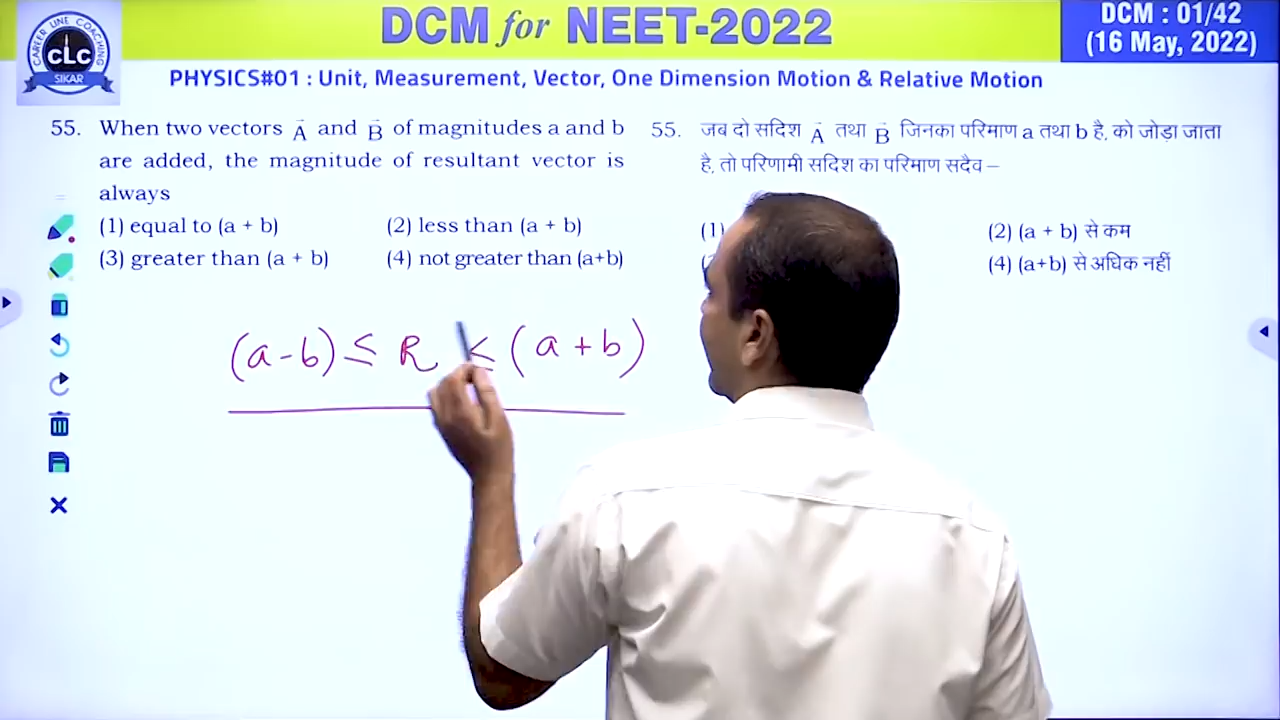 CAREER LINE COACHING
CLC
SIKAR
DCM for NEET-2022
DCM : 01/42
(16 May, 2022)
PHYSICS#01 : Unit, Measurement, Vector, One Dimension Motion & Relative Motion
55. When two vectors A⃗ and B⃗ of magnitudes a and b
are added, the magnitude of resultant vector is
always
(1) equal to (a + b) (2) less than (a + b)
(3) greater than (a + b) (4) not greater than (a+b)
55. जब दो सदिश A⃗ तथा B⃗ जिनका परिमाण a तथा b है, को जोड़ा जाता
है, तो परिणामी सदिश का परिमाण सदैव –
(1) (2) (a + b) से कम
(4) (a+b) से अधिक नहीं
(a-b) ≤ R ≤ (a + b)